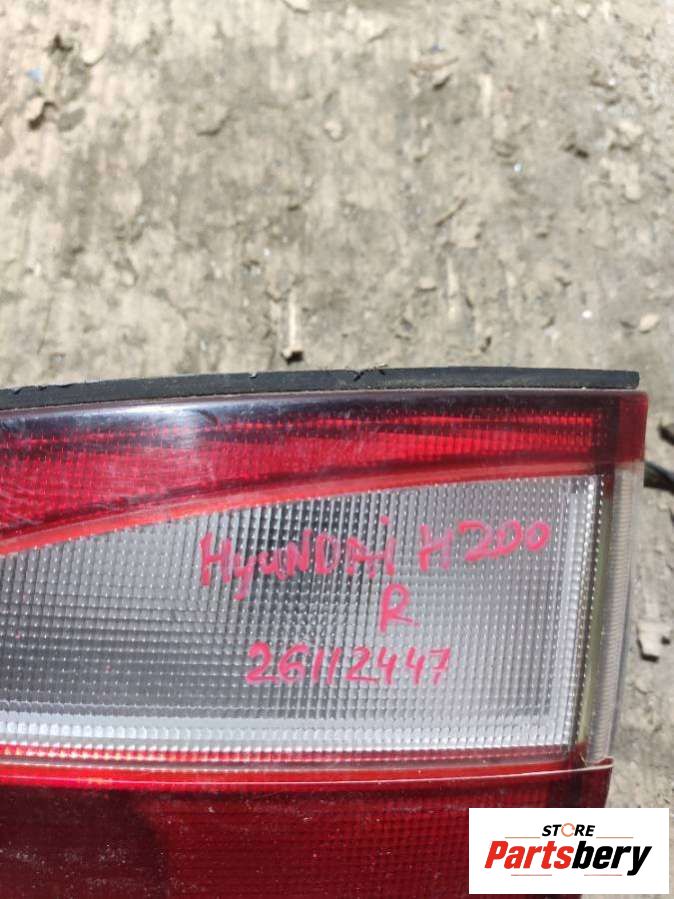 HyUNDAi H200
R
26112447
STORE
Partsbery